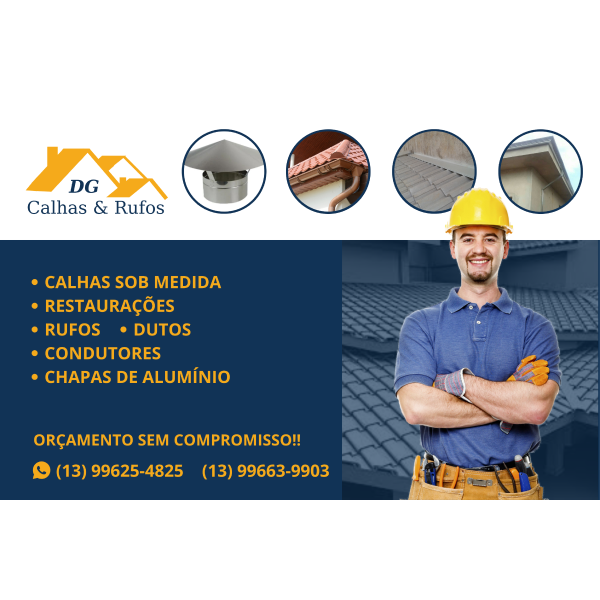 DG
Calhas & Rufos
• CALHAS SOB MEDIDA
• RESTAURAÇÕES
• RUFOS • DUTOS
• CONDUTORES
• CHAPAS DE ALUMÍNIO
ORÇAMENTO SEM COMPROMISSO!!
(13) 99625-4825 (13) 99663-9903